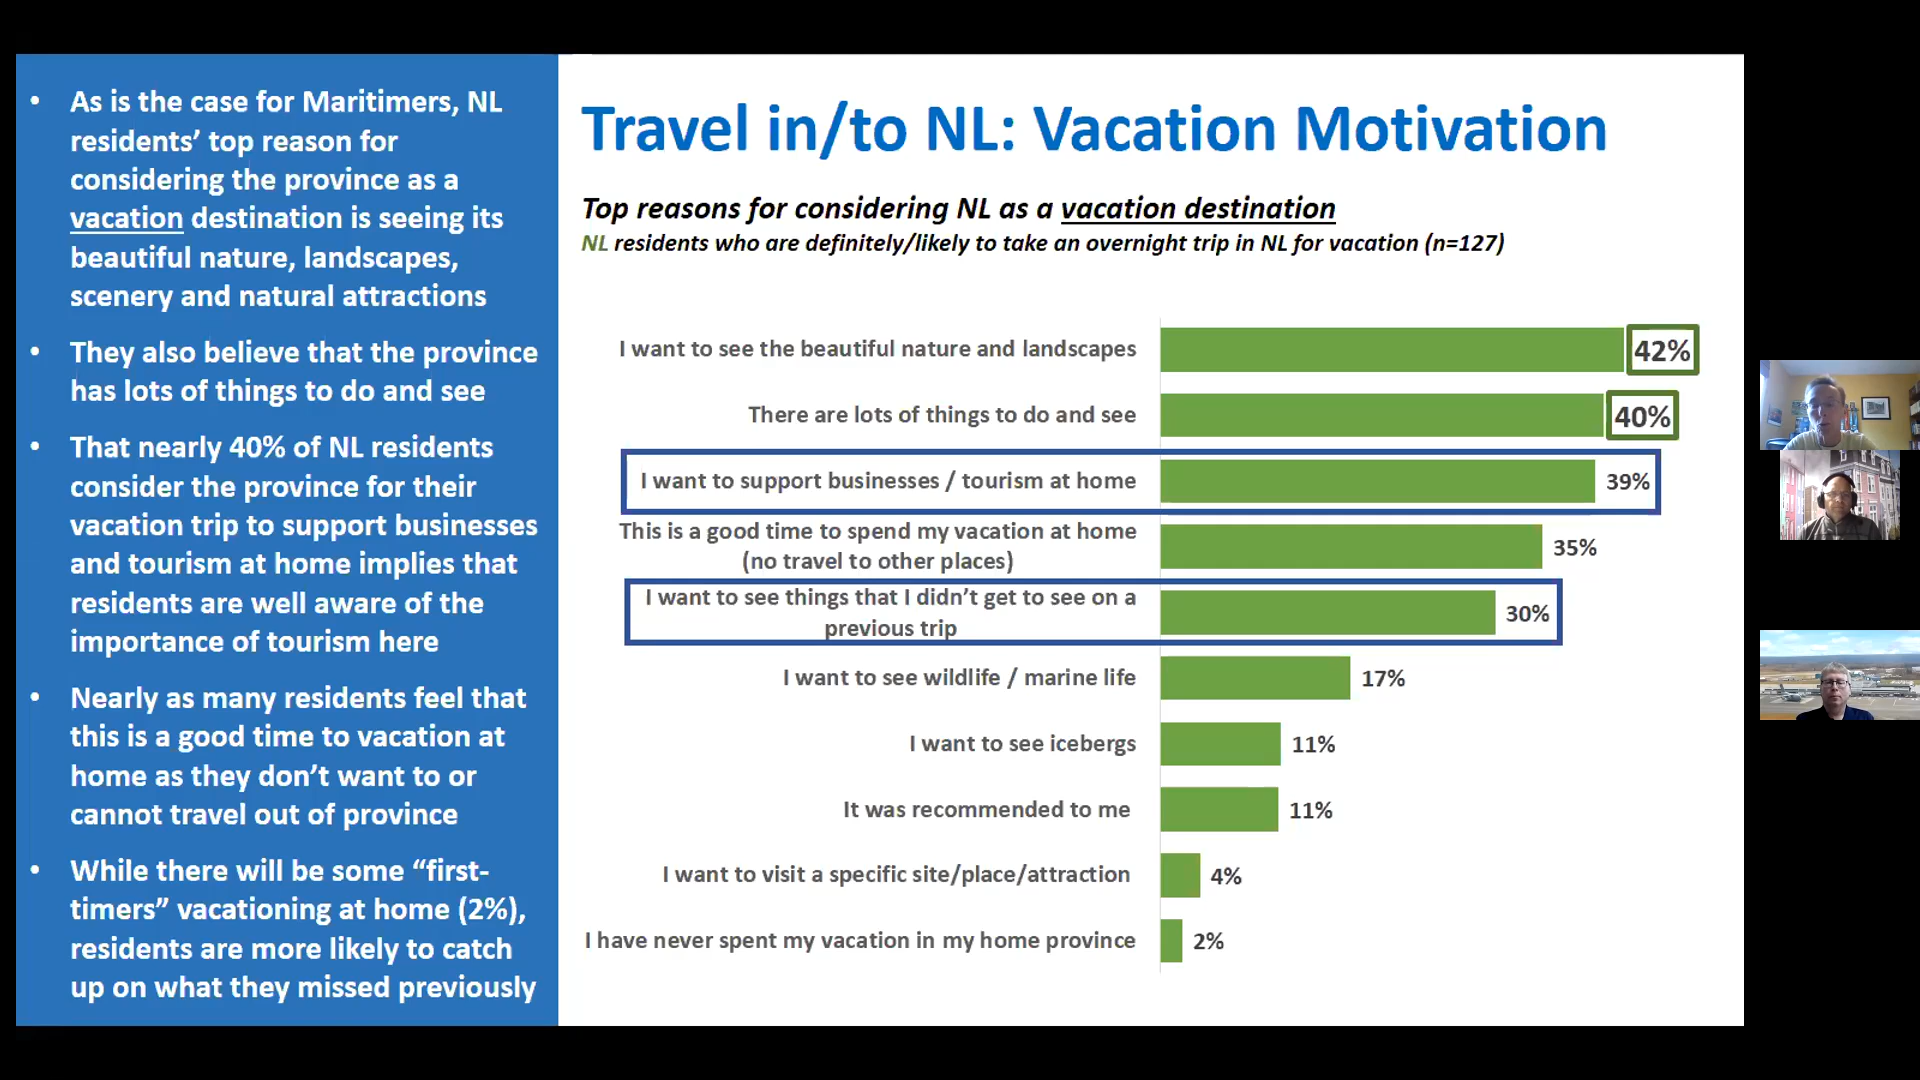 • As is the case for Maritimers, NL
residents’ top reason for
considering the province as a
vacation destination is seeing its
beautiful nature, landscapes,
scenery and natural attractions
• They also believe that the province
has lots of things to do and see
• That nearly 40% of NL residents
consider the province for their
vacation trip to support businesses
and tourism at home implies that
residents are well aware of the
importance of tourism here
• Nearly as many residents feel that
this is a good time to vacation at
home as they don’t want to or
cannot travel out of province
• While there will be some “first-
timers” vacationing at home (2%),
residents are more likely to catch
up on what they missed previously
Travel in/to NL: Vacation Motivation
Top reasons for considering NL as a vacation destination
NL residents who are definitely/likely to take an overnight trip in NL for vacation (n=127)
I want to see the beautiful nature and landscapes 42%
There are lots of things to do and see 40%
I want to support businesses / tourism at home 39%
This is a good time to spend my vacation at home
(no travel to other places) 35%
I want to see things that I didn’t get to see on a
previous trip 30%
I want to see wildlife / marine life 17%
I want to see icebergs 11%
It was recommended to me 11%
I want to visit a specific site/place/attraction 4%
I have never spent my vacation in my home province 2%